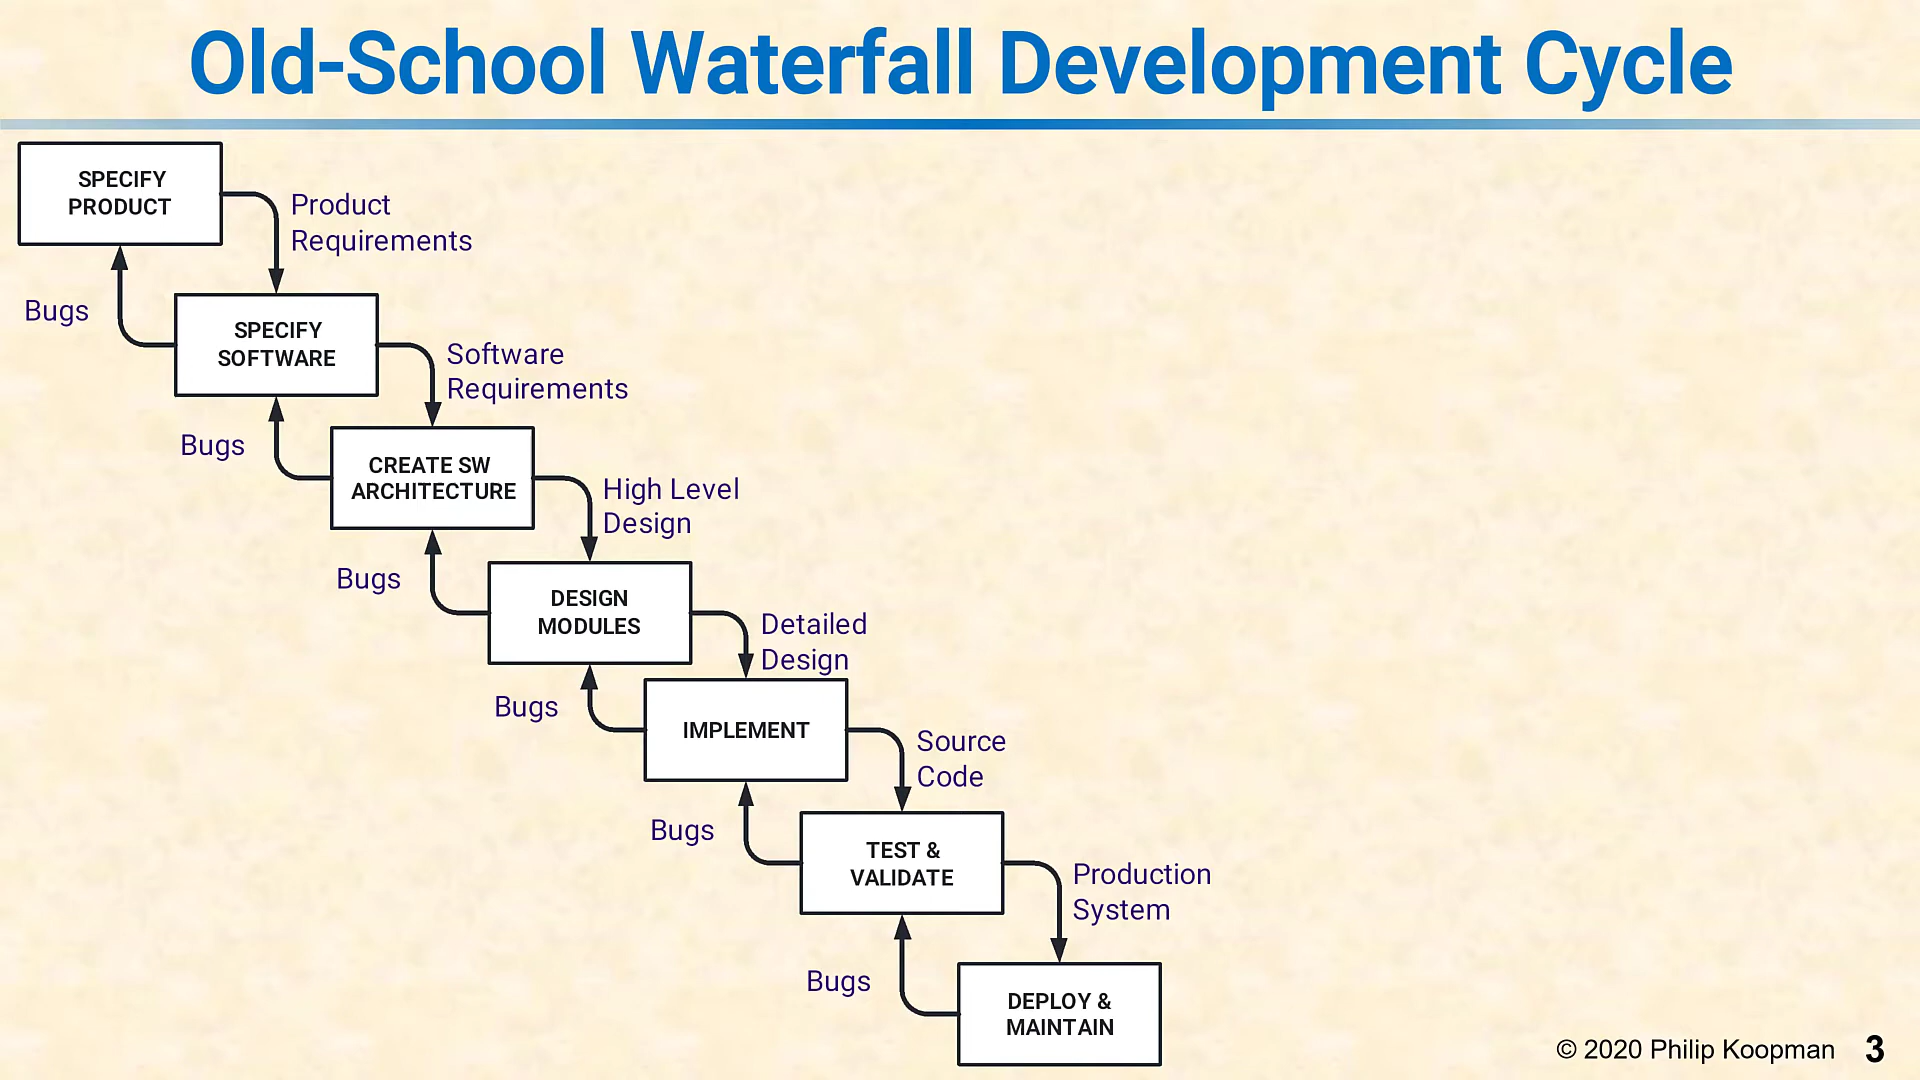 Old-School Waterfall Development Cycle
SPECIFY
PRODUCT
Product
Requirements
Bugs
SPECIFY
SOFTWARE
Software
Requirements
Bugs
CREATE SW
ARCHITECTURE
High Level
Design
Bugs
DESIGN
MODULES
Detailed
Design
Bugs
IMPLEMENT
Source
Code
Bugs
TEST &
VALIDATE
Production
System
Bugs
DEPLOY &
MAINTAIN
© 2020 Philip Koopman 3